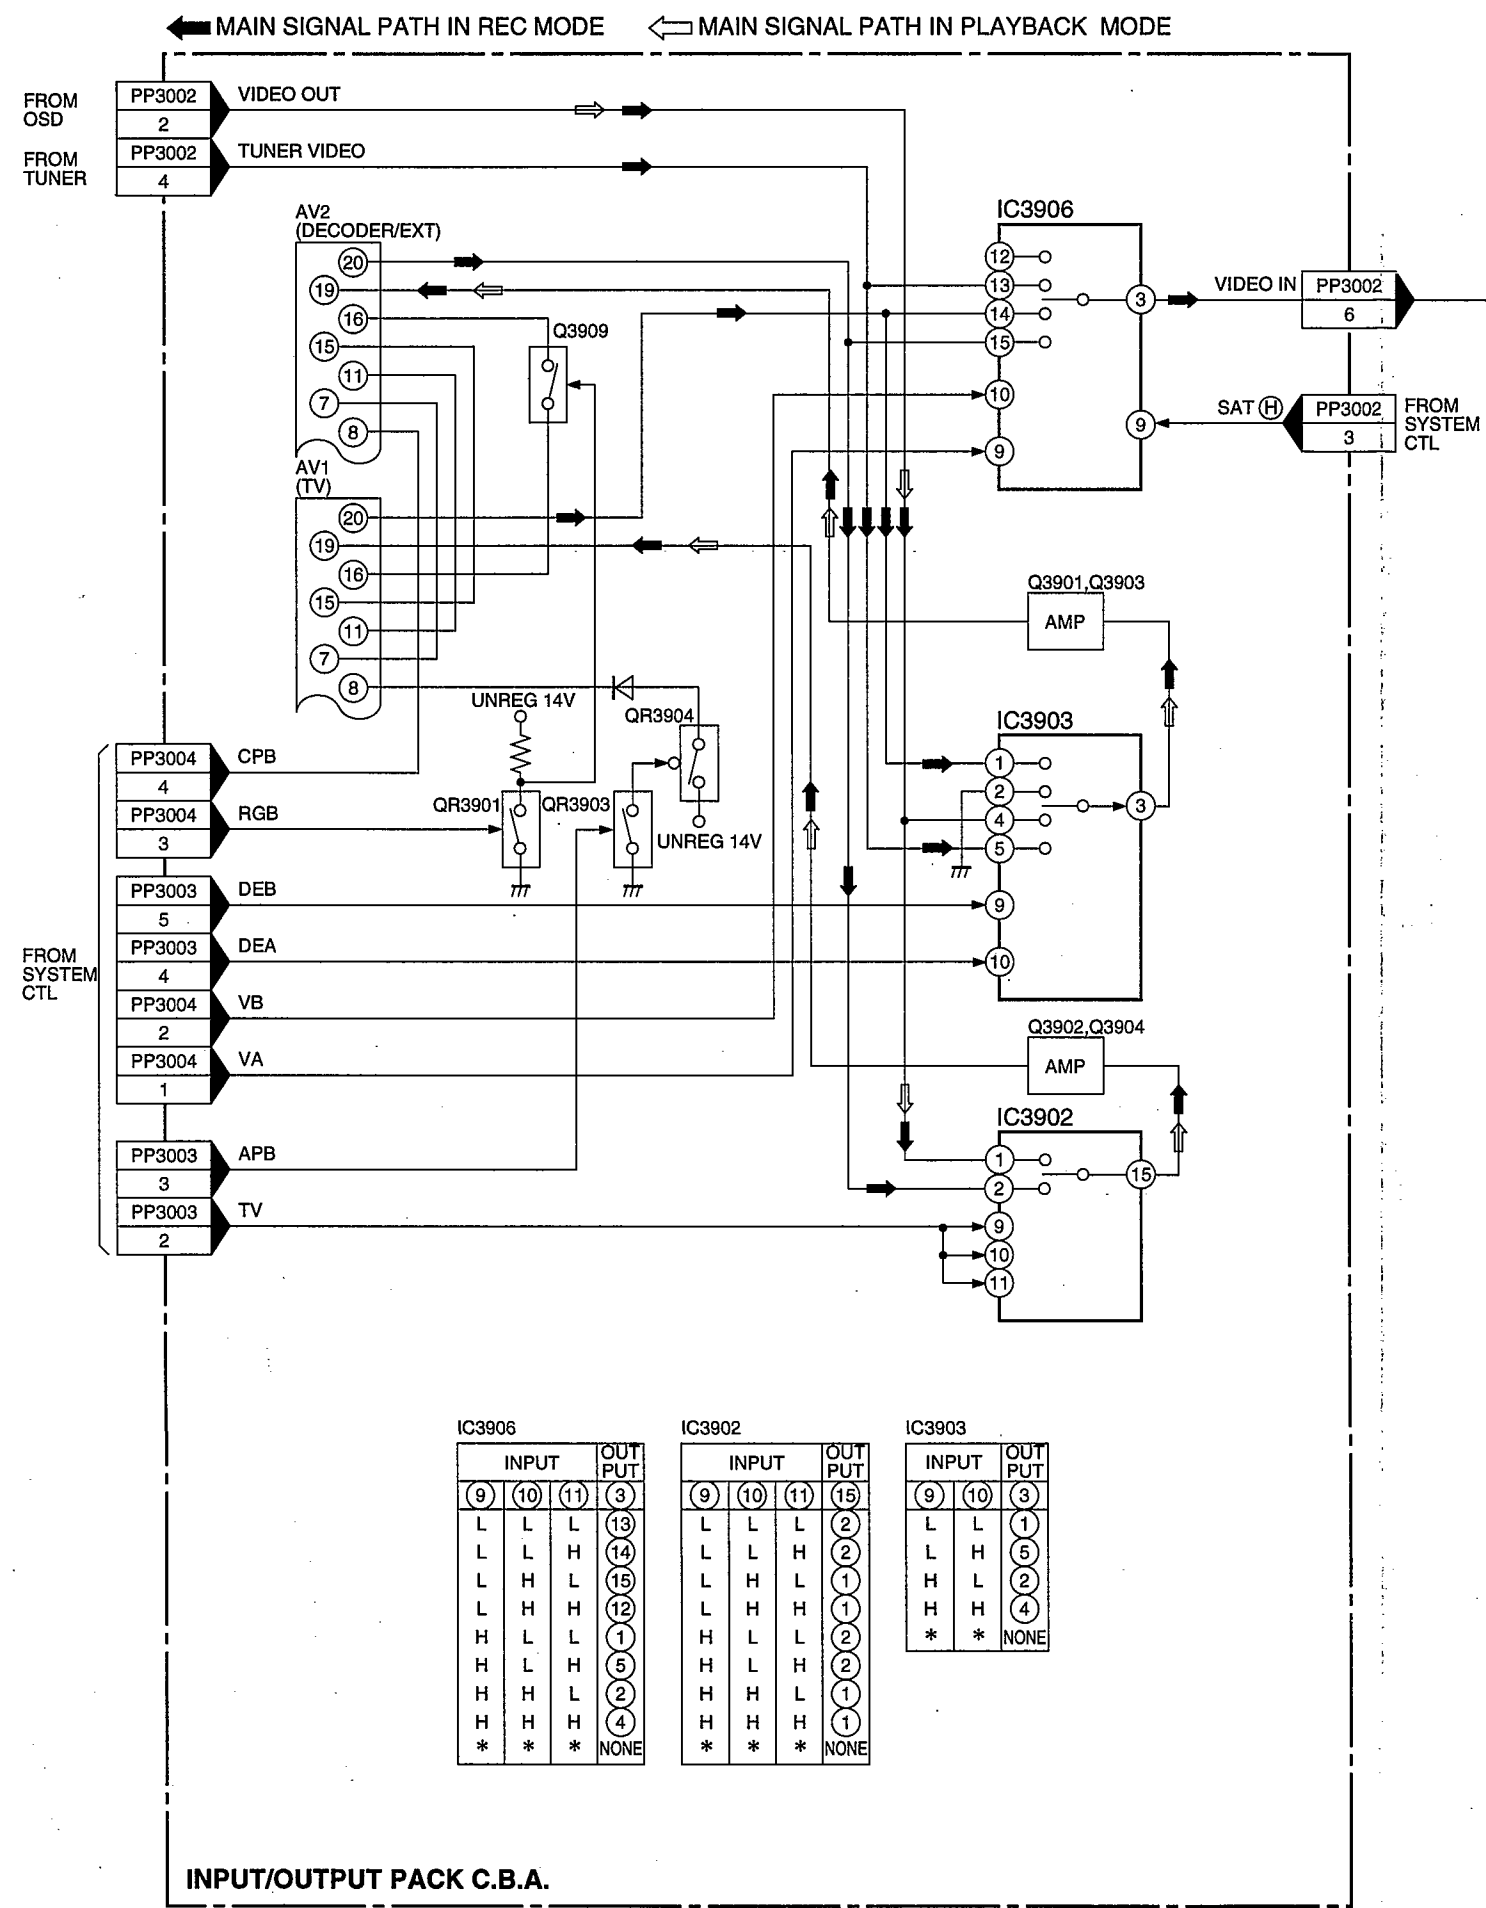 MAIN SIGNAL PATH IN REC MODE MAIN SIGNAL PATH IN PLAYBACK MODE
FROM OSD
PP3002
2
VIDEO OUT
FROM TUNER
PP3002
4
TUNER VIDEO
AV2
(DECODER/EXT)
20
19
16
15
11
7
8
Q3909
AV1
(TV)
20
19
16
15
11
7
8
IC3906
12
13
14
15
10
9
3
9
VIDEO IN
PP3002
6
SAT H
PP3002
3
FROM
SYSTEM
CTL
Q3901,Q3903
AMP
UNREG 14V
QR3904
QR3901
QR3903
UNREG 14V
IC3903
1
2
4
5
9
10
3
PP3004
4
CPB
PP3004
3
RGB
PP3003
5
DEB
FROM
SYSTEM
CTL
PP3003
4
DEA
PP3004
2
VB
PP3004
1
VA
PP3003
3
APB
PP3003
2
TV
Q3902,Q3904
AMP
IC3902
1
2
9
10
11
15
IC3906
INPUT OUT PUT
9 10 11 3
L L L 13
L L H 14
L H L 15
L H H 12
H L L 1
H L H 5
H H L 2
H H H 4
* * * NONE
IC3902
INPUT OUT PUT
9 10 11 15
L L L 2
L L H 2
L H L 1
L H H 1
H L L 2
H L H 2
H H L 1
H H H 1
* * * NONE
IC3903
INPUT OUT PUT
9 10 3
L L 1
L H 5
H L 2
H H 4
* * NONE
INPUT/OUTPUT PACK C.B.A.